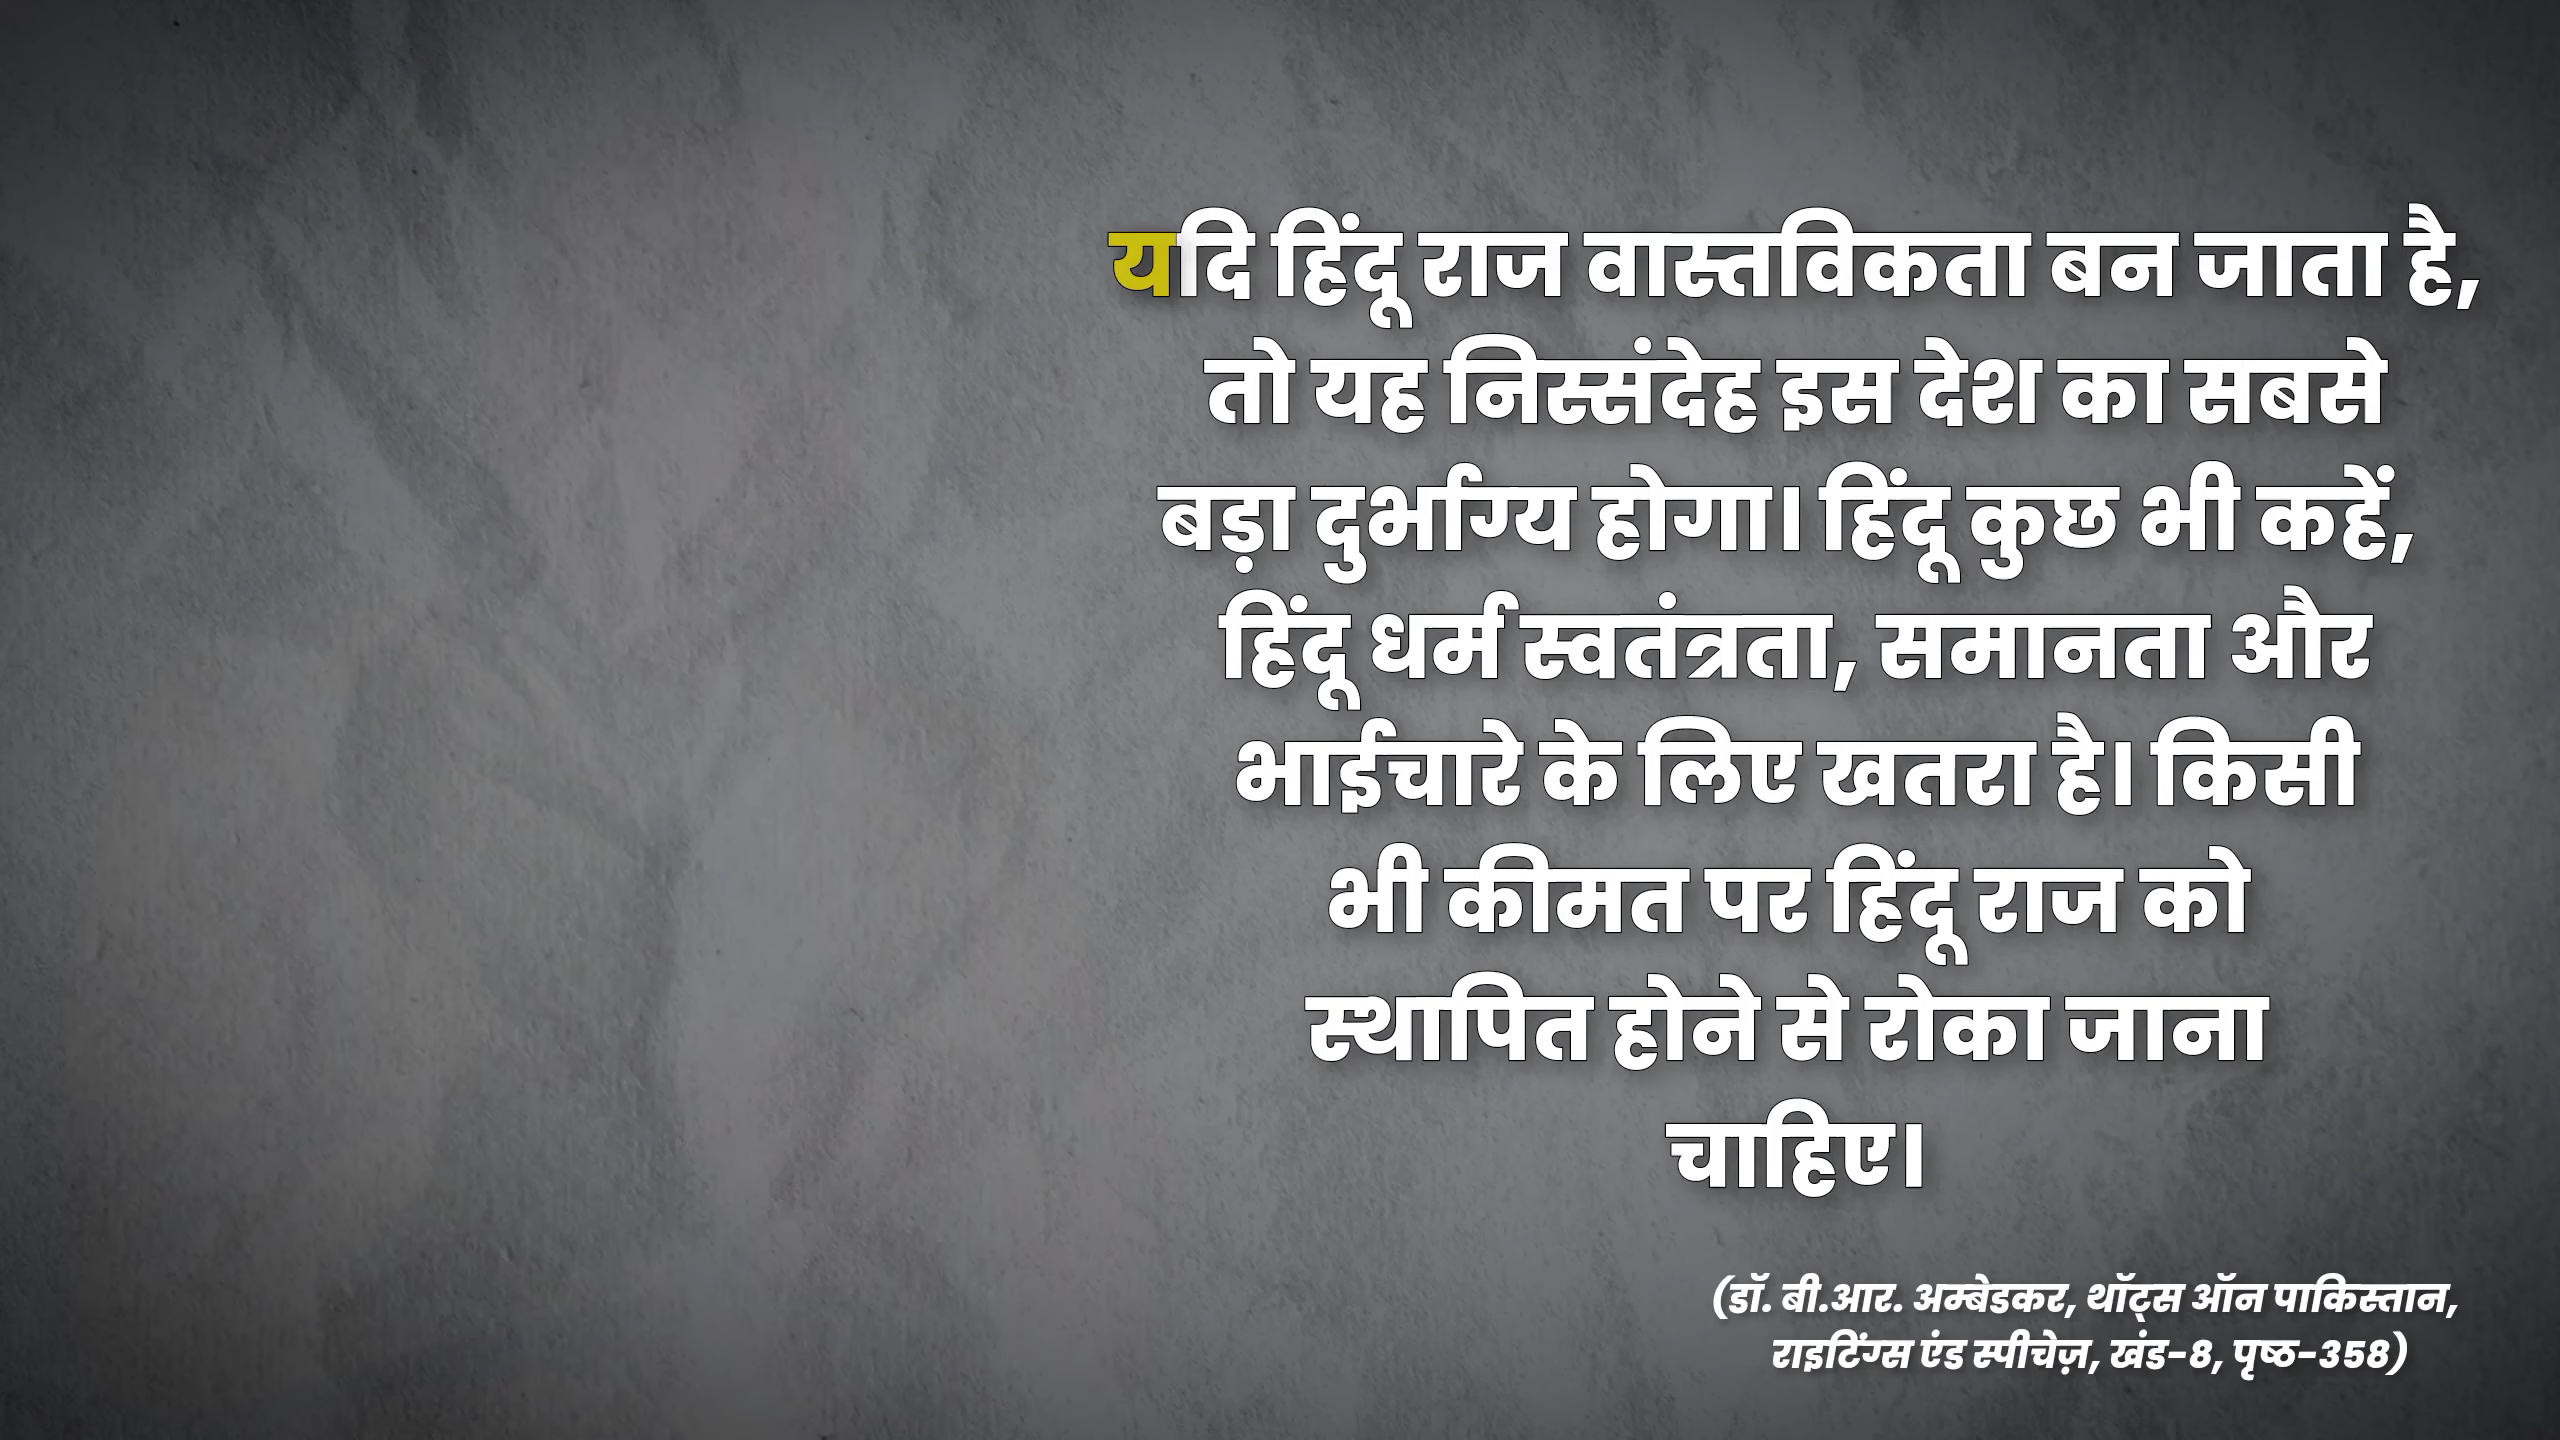 यदि हिंदू राज वास्तविकता बन जाता है,
तो यह निस्संदेह इस देश का सबसे
बड़ा दुर्भाग्य होगा। हिंदू कुछ भी कहें,
हिंदू धर्म स्वतंत्रता, समानता और
भाईचारे के लिए खतरा है। किसी
भी कीमत पर हिंदू राज को
स्थापित होने से रोका जाना
चाहिए।
(डॉ. बी.आर. अम्बेडकर, थॉट्स ऑन पाकिस्तान,
राइटिंग्स एंड स्पीचेज़, खंड-8, पृष्ठ-358)